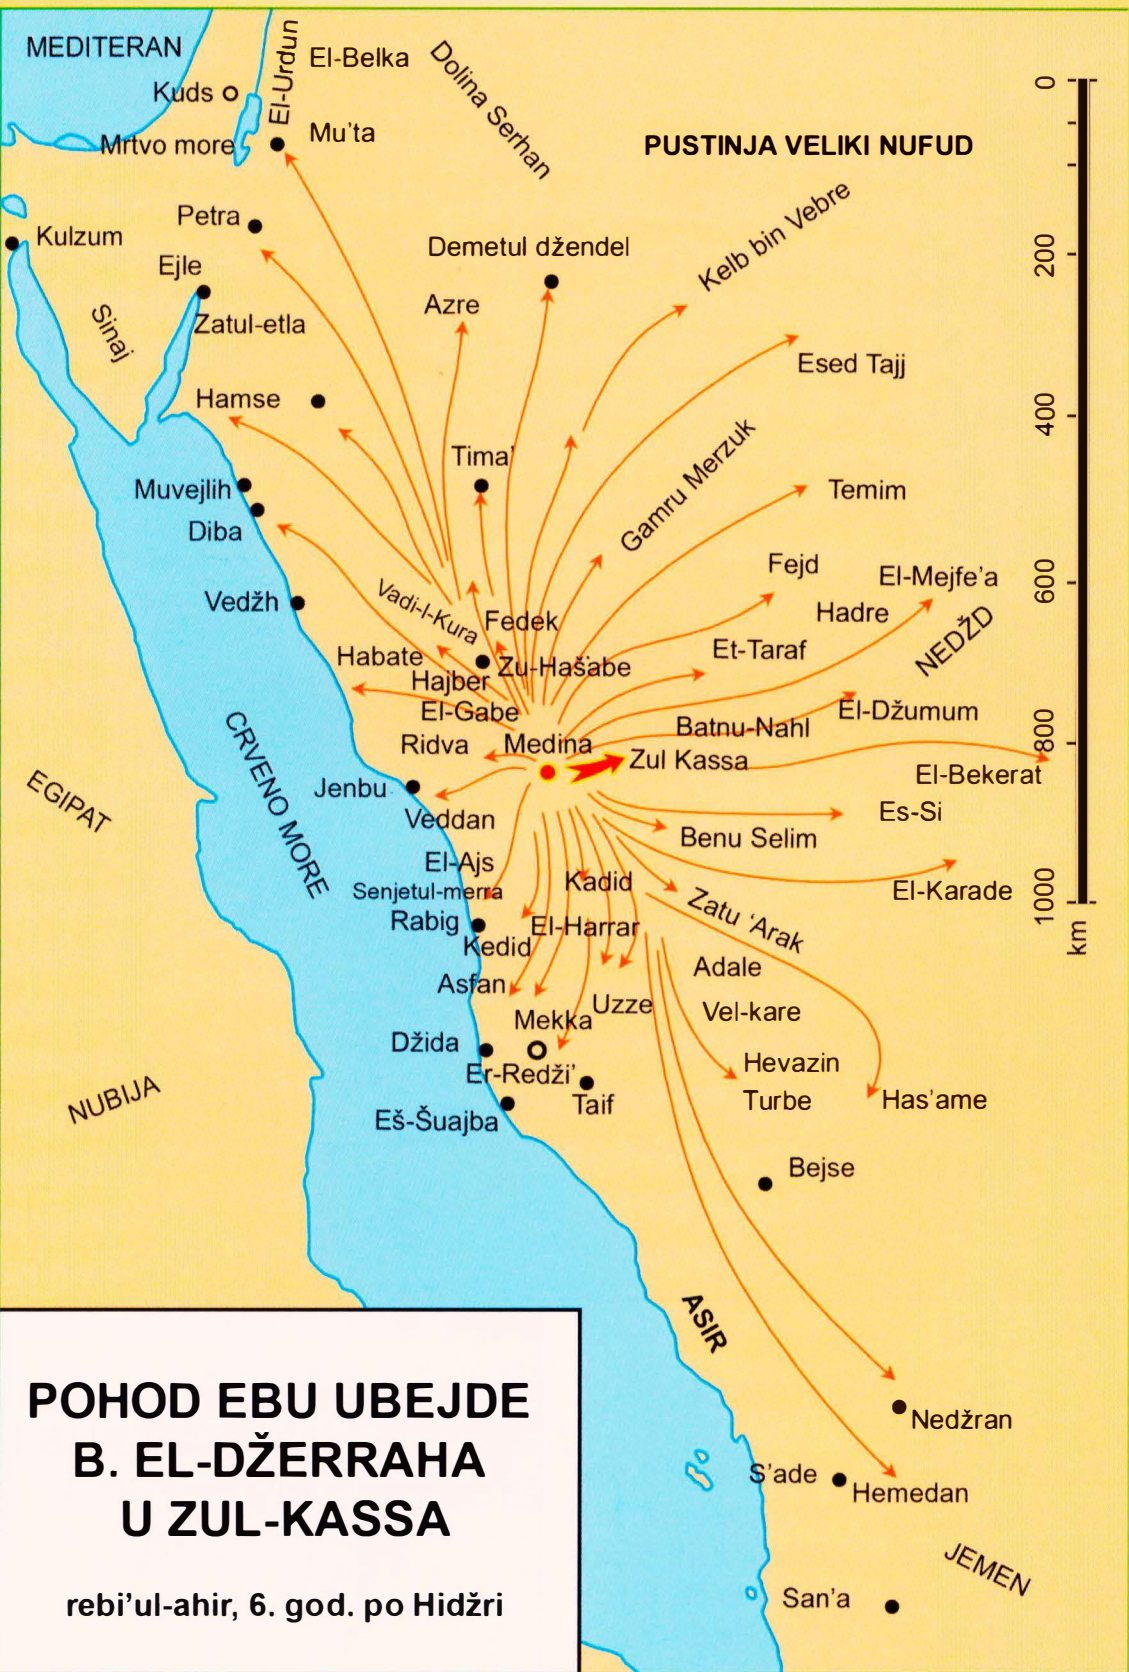 MEDITERAN
El-Urdun
El-Belka
Dolina Serhan
0
Kuds
Mrtvo more
Mu’ta
PUSTINJA VELIKI NUFUD
Petra
Kulzum
Ejle
Demetul džendel
Kelb bin Vebre
200
Sinaj
Zatul-etla
Azre
Esed Tajj
Hamse
400
Tima’
Gamru Merzuk
Muvejlih
Temim
Diba
Fejd
El-Mejfe’a
600
Vedžh
Vadi-l-Kura
Fedek
Hadre
NEDŽD
Habate
Zu-Hašabe
Et-Taraf
Hajber
El-Gabe
El-Džumum
Batnu-Nahl
Ridva
Medina
Zul Kassa
800
El-Bekerat
CRVENO MORE
EGIPAT
Jenbu
Veddan
Es-Si
Benu Selim
El-Ajs
Senjetul-merra
Kadid
El-Karade
1000
km
Rabig
El-Harrar
Zatu ‘Arak
Kedid
Adale
Asfan
Uzze
Vel-kare
Mekka
Džida
Er-Redži’
Hevazin
NUBIJA
Taif
Turbe
Has’ame
Eš-Šuajba
Bejse
ASIR
POHOD EBU UBEJDE
B. EL-DŽERRAHA
U ZUL-KASSA
rebi’ul-ahir, 6. god. po Hidžri
Nedžran
S’ade
Hemedan
JEMEN
San’a